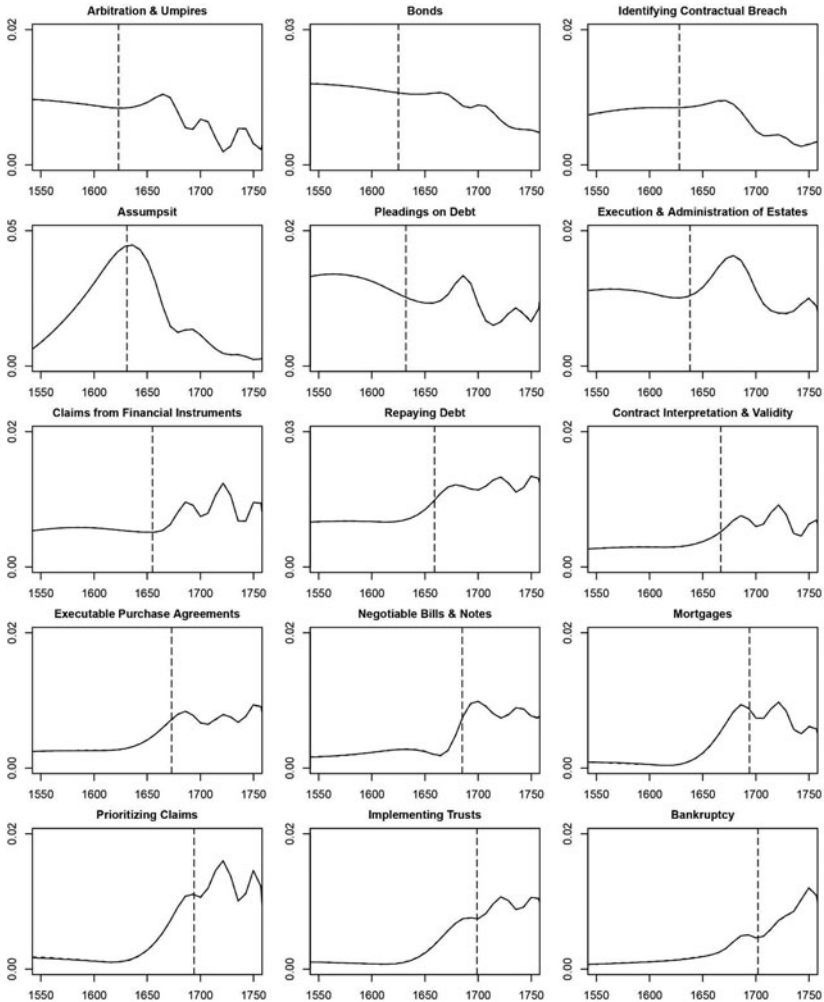 Arbitration & Umpires
0.02
0.00
1550 1600 1650 1700 1750
Bonds
0.03
0.00
1550 1600 1650 1700 1750
Identifying Contractual Breach
0.02
0.00
1550 1600 1650 1700 1750
Assumpsit
0.05
0.00
1550 1600 1650 1700 1750
Pleadings on Debt
0.02
0.00
1550 1600 1650 1700 1750
Execution & Administration of Estates
0.02
0.00
1550 1600 1650 1700 1750
Claims from Financial Instruments
0.02
0.00
1550 1600 1650 1700 1750
Repaying Debt
0.03
0.00
1550 1600 1650 1700 1750
Contract Interpretation & Validity
0.02
0.00
1550 1600 1650 1700 1750
Executable Purchase Agreements
0.02
0.00
1550 1600 1650 1700 1750
Negotiable Bills & Notes
0.02
0.00
1550 1600 1650 1700 1750
Mortgages
0.02
0.00
1550 1600 1650 1700 1750
Prioritizing Claims
0.02
0.00
1550 1600 1650 1700 1750
Implementing Trusts
0.02
0.00
1550 1600 1650 1700 1750
Bankruptcy
0.02
0.00
1550 1600 1650 1700 1750